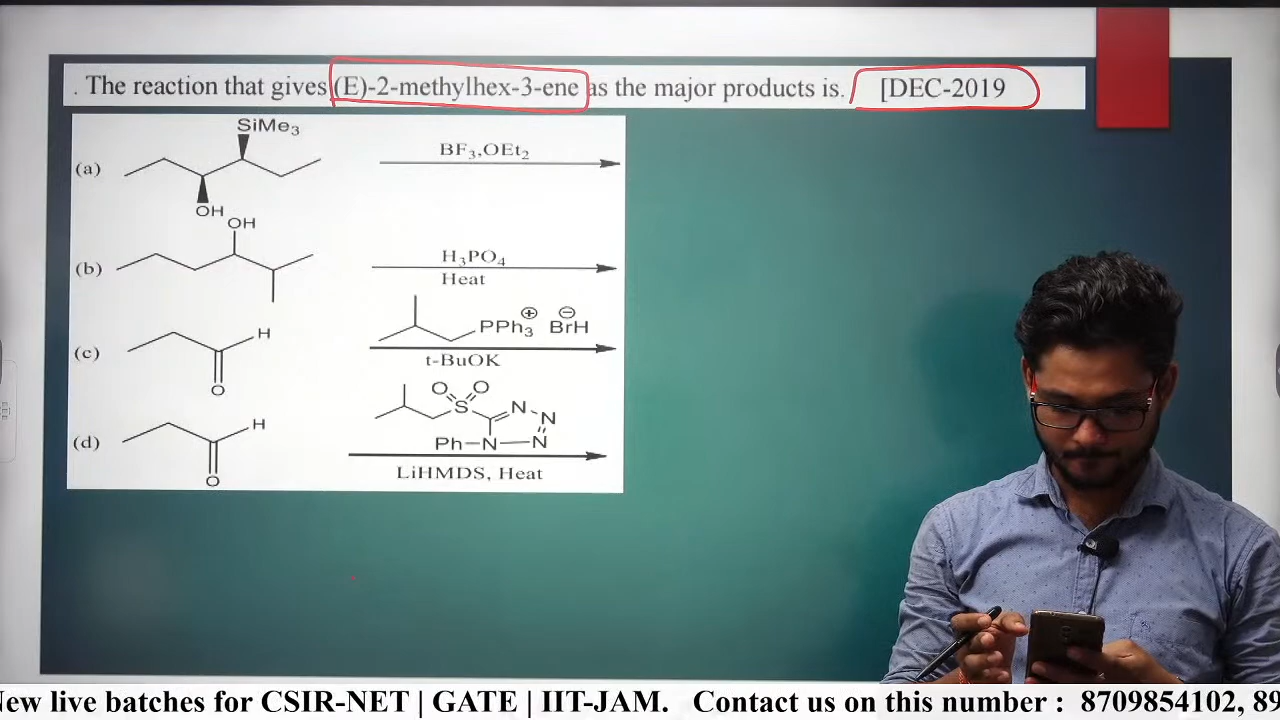 . The reaction that gives (E)-2-methylhex-3-ene as the major products is. [DEC-2019
SiMe3
(a)
OH
BF3,OEt2
OH
(b)
H3PO4
Heat
(c)
H
O
PPh3 ⊕ BrH ⊖
t-BuOK
(d)
H
O
O O
S
N
N
N
Ph-N
LiHMDS, Heat
New live batches for CSIR-NET | GATE | IIT-JAM. Contact us on this number : 8709854102, 89